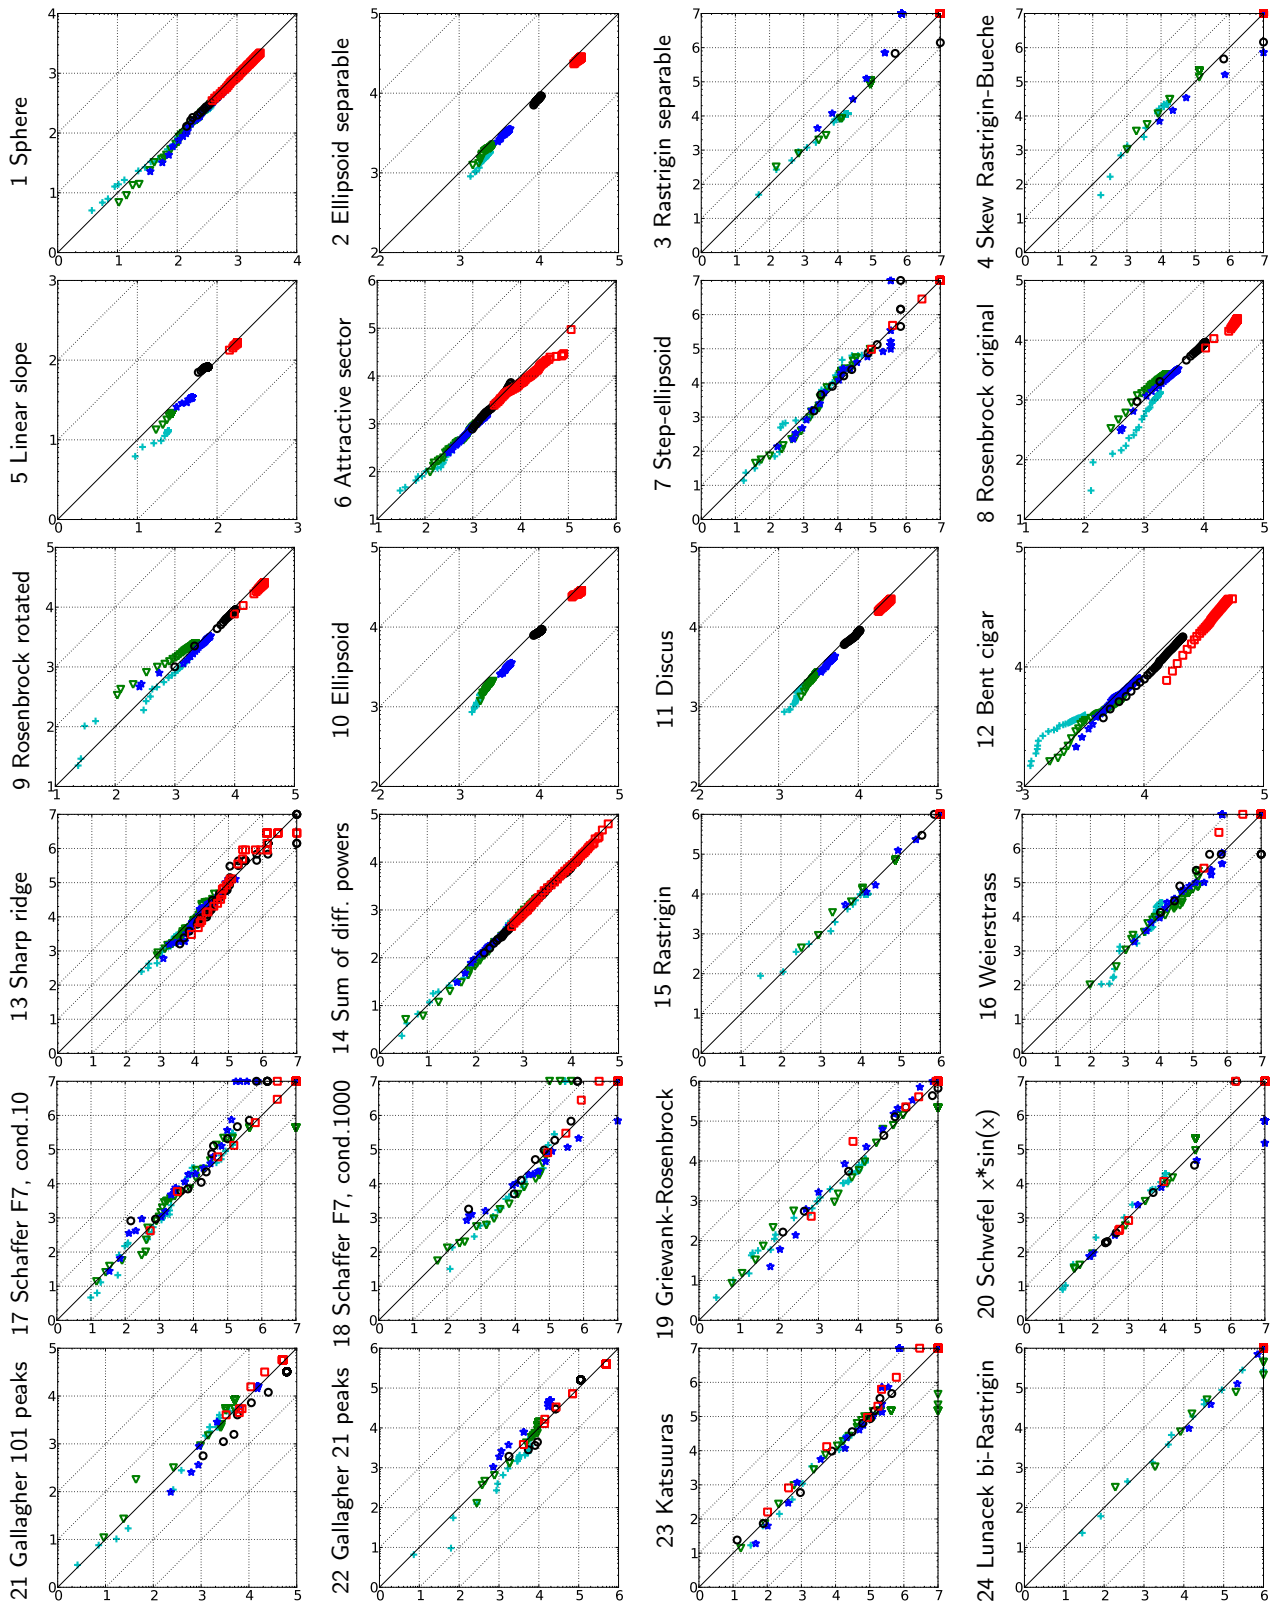 1 Sphere
2 Ellipsoid separable
3 Rastrigin separable
4 Skew Rastrigin-Bueche
5 Linear slope
6 Attractive sector
7 Step-ellipsoid
8 Rosenbrock original
9 Rosenbrock rotated
10 Ellipsoid
11 Discus
12 Bent cigar
13 Sharp ridge
14 Sum of diff. powers
15 Rastrigin
16 Weierstrass
17 Schaffer F7, cond.10
18 Schaffer F7, cond.1000
19 Griewank-Rosenbrock
20 Schwefel x*sin(x)
21 Gallagher 101 peaks
22 Gallagher 21 peaks
23 Katsuuras
24 Lunacek bi-Rastrigin